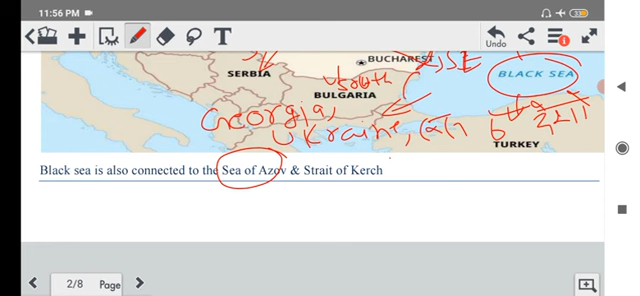 11:56 PM
33
T
Undo
BUCHAREST
SERBIA
BLACK SEA
South
BULGARIA
Georgia,
Ukraine,
TURKEY
Black sea is also connected to the Sea of Azov & Strait of Kerch
2/8 Page